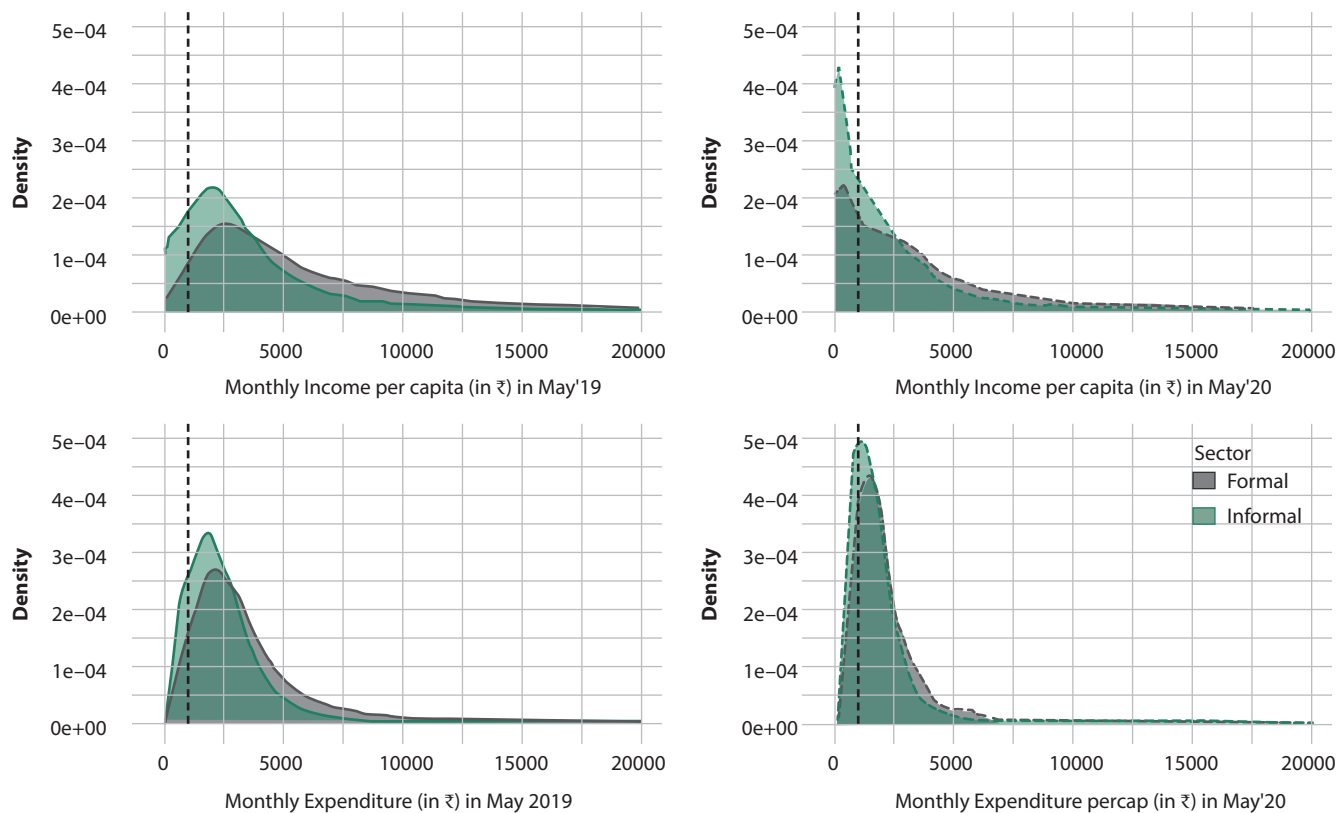 5e−04
4e−04
3e−04
2e−04
1e−04
0e+00
Density
0 5000 10000 15000 20000
Monthly Income per capita (in ₹) in May'19
5e−04
4e−04
3e−04
2e−04
1e−04
0e+00
Density
0 5000 10000 15000 20000
Monthly Income per capita (in ₹) in May'20
5e−04
4e−04
3e−04
2e−04
1e−04
0e+00
Density
0 5000 10000 15000 20000
Monthly Expenditure (in ₹) in May 2019
5e−04
4e−04
3e−04
2e−04
1e−04
0e+00
Density
Sector
Formal
Informal
0 5000 10000 15000 20000
Monthly Expenditure percap (in ₹) in May'20